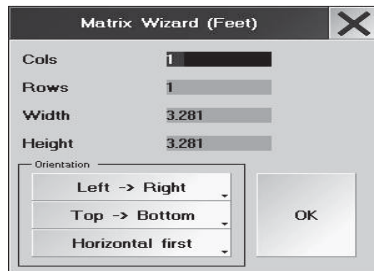 Matrix Wizard (Feet)
Cols 1
Rows 1
Width 3.281
Height 3.281
Orientation
Left -> Right
Top -> Bottom
OK
Horizontal first